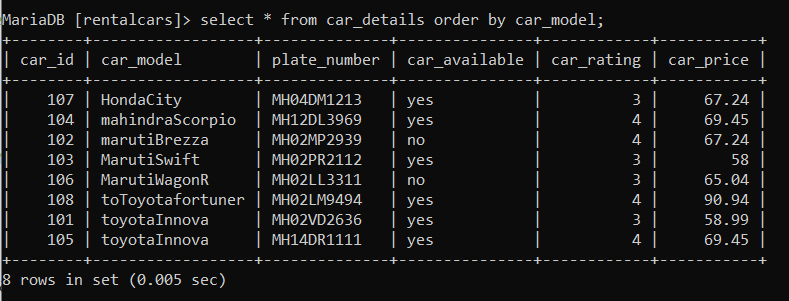 MariaDB [rentalcars]> select * from car_details order by car_model;
+--------+------------------+--------------+---------------+------------+-----------+
| car_id | car_model        | plate_number | car_available | car_rating | car_price |
+--------+------------------+--------------+---------------+------------+-----------+
|    107 | HondaCity        | MH04DM1213   | yes           |          3 |     67.24 |
|    104 | mahindraScorpio  | MH12DL3969   | yes           |          4 |     69.45 |
|    102 | marutiBrezza     | MH02MP2939   | no            |          4 |     67.24 |
|    103 | MarutiSwift      | MH02PR2112   | yes           |          3 |        58 |
|    106 | MarutiWagonR     | MH02LL3311   | no            |          3 |     65.04 |
|    108 | toToyotafortuner | MH02LM9494   | yes           |          4 |     90.94 |
|    101 | toyotaInnova     | MH02VD2636   | yes           |          3 |     58.99 |
|    105 | toyotaInnova     | MH14DR1111   | yes           |          4 |     69.45 |
+--------+------------------+--------------+---------------+------------+-----------+
8 rows in set (0.005 sec)